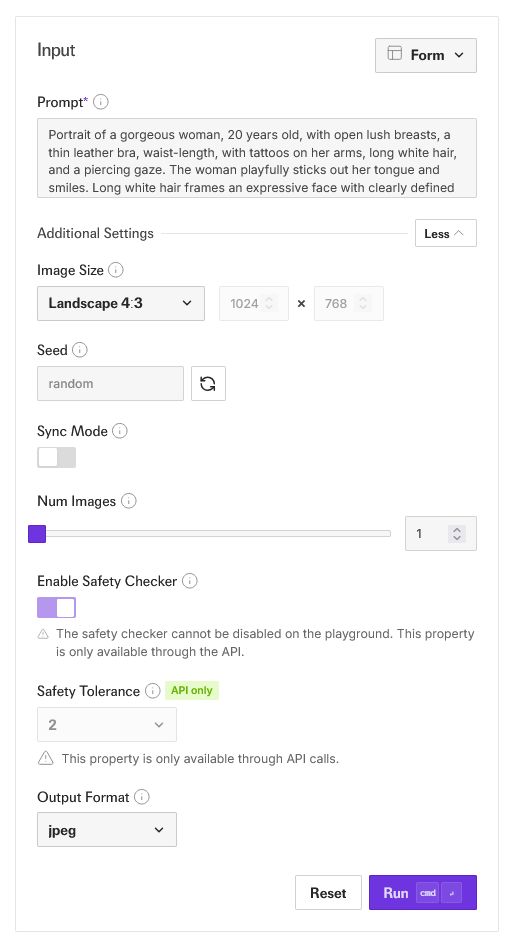 Input
Form
Prompt*
Portrait of a gorgeous woman, 20 years old, with open lush breasts, a
thin leather bra, waist-length, with tattoos on her arms, long white hair,
and a piercing gaze. The woman playfully sticks out her tongue and
smiles. Long white hair frames an expressive face with clearly defined
Additional Settings
Less
Image Size
Landscape 4:3
1024
×
768
Seed
random
Sync Mode
Num Images
1
Enable Safety Checker
The safety checker cannot be disabled on the playground. This property
is only available through the API.
Safety Tolerance
API only
2
This property is only available through API calls.
Output Format
jpeg
Reset
Run
cmd